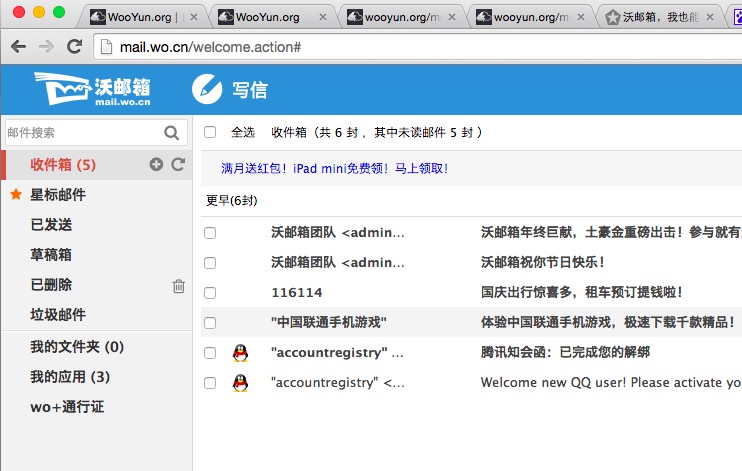 WooYun.org |
WooYun.org
wooyun.org/m
wooyun.org/m
沃邮箱，我也能
mail.wo.cn/welcome.action#
沃邮箱
mail.wo.cn
写信
邮件搜索
全选 收件箱（共 6 封，其中未读邮件 5 封）
收件箱 (5)
满月送红包！iPad mini免费领！马上领取！
星标邮件
更早(6封)
已发送
沃邮箱团队 <admin... 沃邮箱年终巨献，土豪金重磅出击！参与就有
草稿箱
沃邮箱团队 <admin... 沃邮箱祝你节日快乐！
已删除
116114 国庆出行惊喜多，租车预订提钱啦！
垃圾邮件
"中国联通手机游戏" 体验中国联通手机游戏，极速下载千款精品！
我的文件夹 (0)
"accountregistry" ... 腾讯知会函：已完成您的解绑
我的应用 (3)
"accountregistry" <... Welcome new QQ user! Please activate yo
wo+通行证